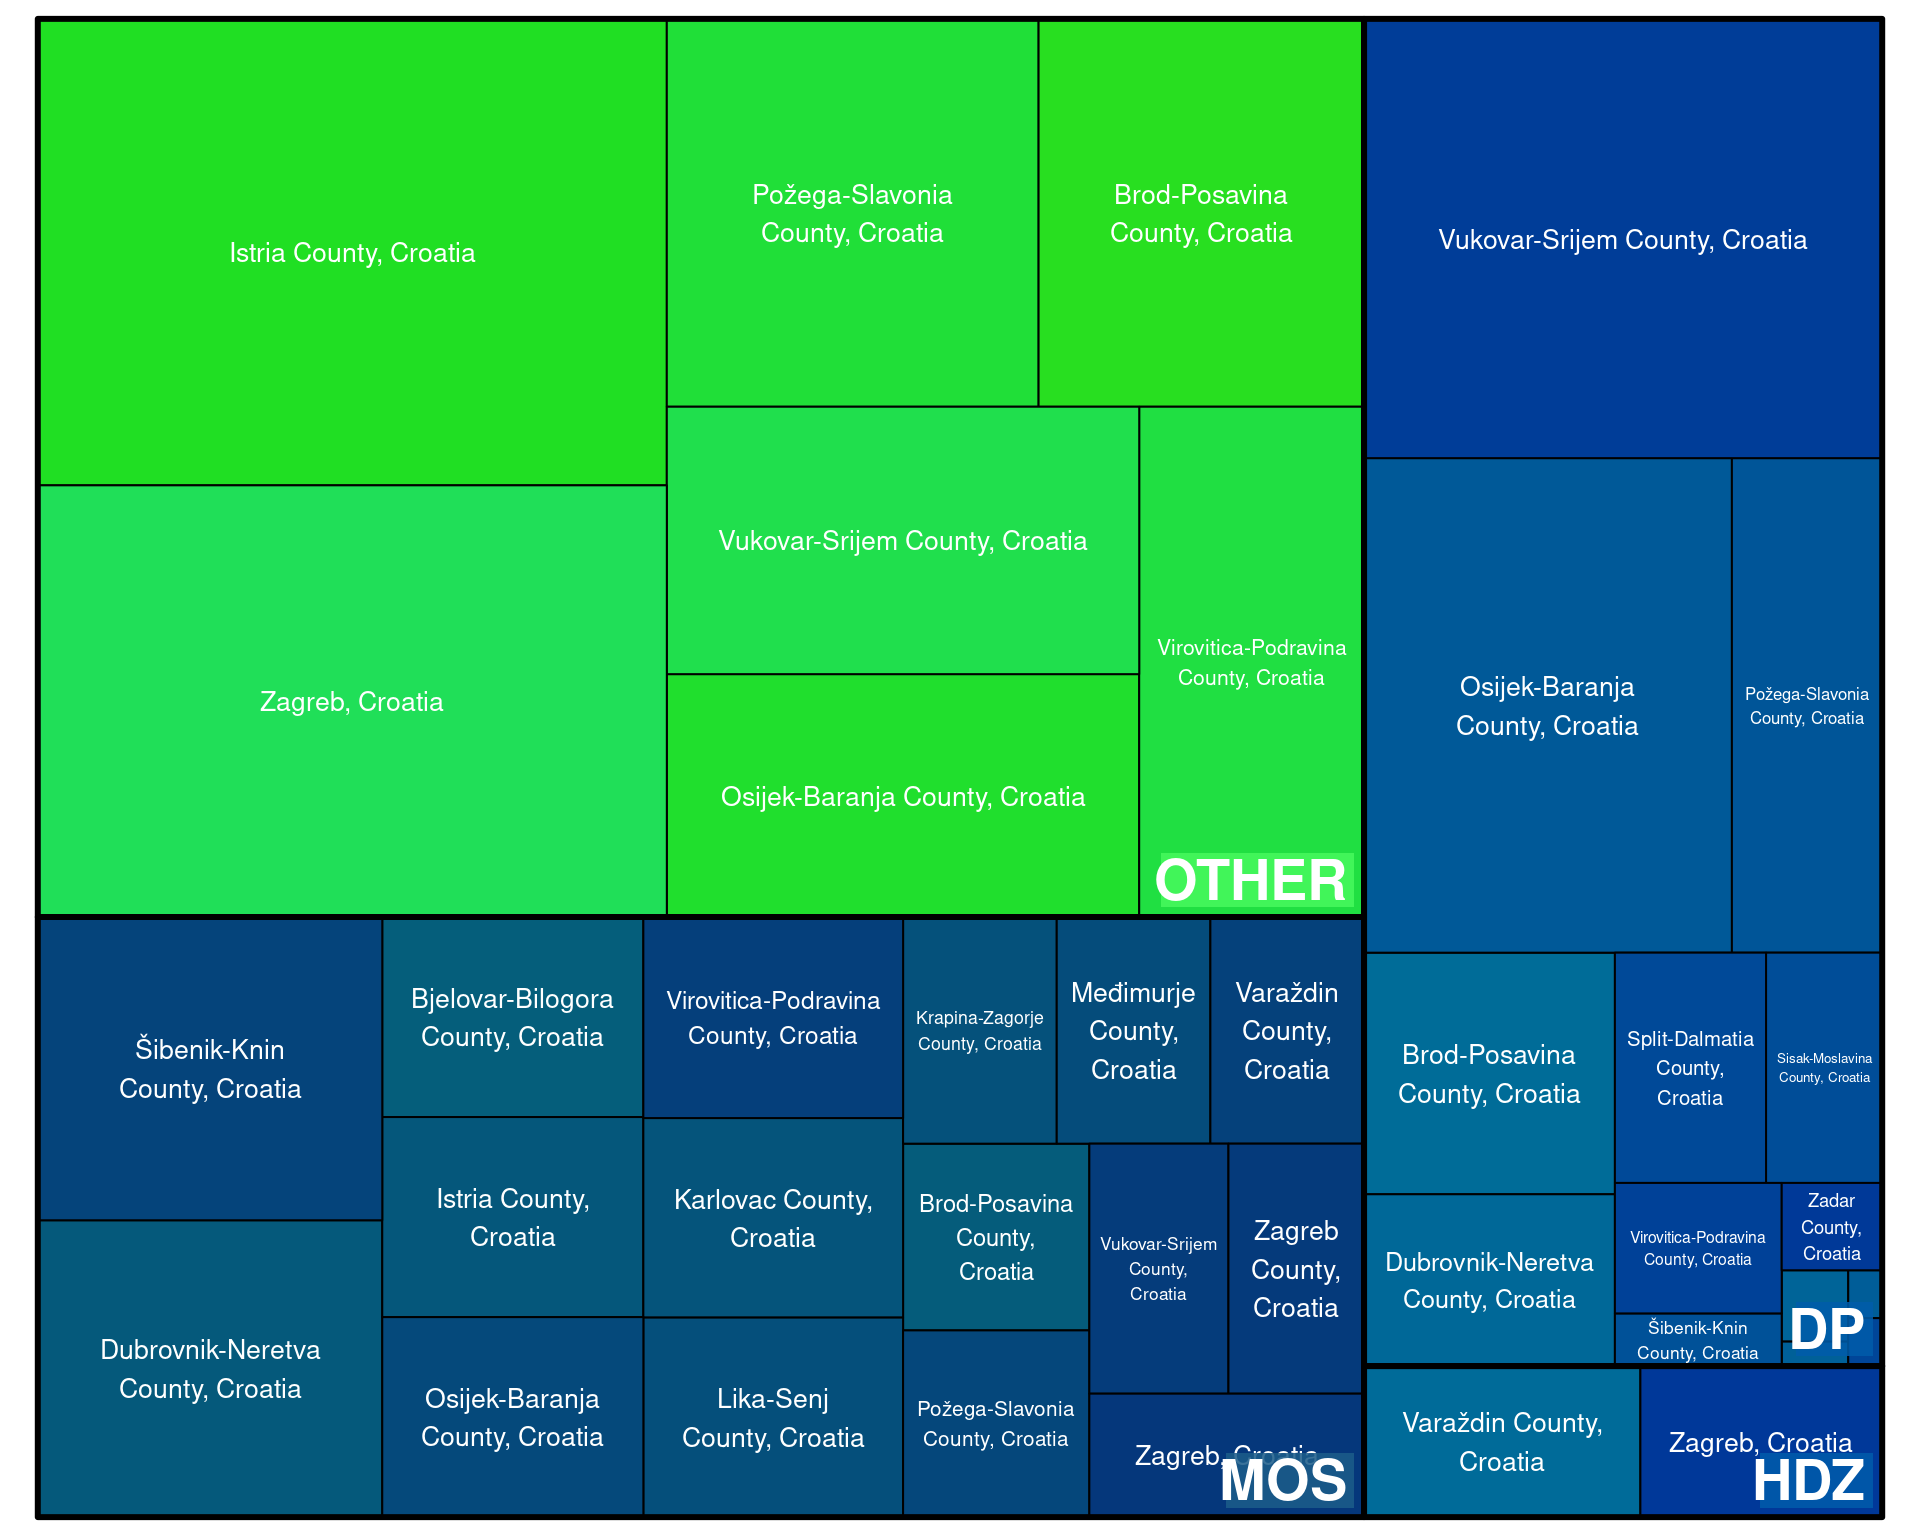 Istria County, Croatia
Zagreb, Croatia
Požega-Slavonia
County, Croatia
Brod-Posavina
County, Croatia
Vukovar-Srijem County, Croatia
Osijek-Baranja County, Croatia
Virovitica-Podravina
County, Croatia
OTHER
Šibenik-Knin
County, Croatia
Dubrovnik-Neretva
County, Croatia
Bjelovar-Bilogora
County, Croatia
Istria County,
Croatia
Osijek-Baranja
County, Croatia
Virovitica-Podravina
County, Croatia
Karlovac County,
Croatia
Lika-Senj
County, Croatia
Krapina-Zagorje
County, Croatia
Međimurje
County,
Croatia
Varaždin
County,
Croatia
Brod-Posavina
County,
Croatia
Požega-Slavonia
County, Croatia
Vukovar-Srijem
County,
Croatia
Zagreb
County,
Croatia
Zagreb, Croatia
MOS
Vukovar-Srijem County, Croatia
Osijek-Baranja
County, Croatia
Požega-Slavonia
County, Croatia
Brod-Posavina
County, Croatia
Dubrovnik-Neretva
County, Croatia
Split-Dalmatia
County,
Croatia
Sisak-Moslavina
County, Croatia
Virovitica-Podravina
County, Croatia
Šibenik-Knin
County, Croatia
Zadar
County,
Croatia
DP
Varaždin County,
Croatia
Zagreb, Croatia
HDZ